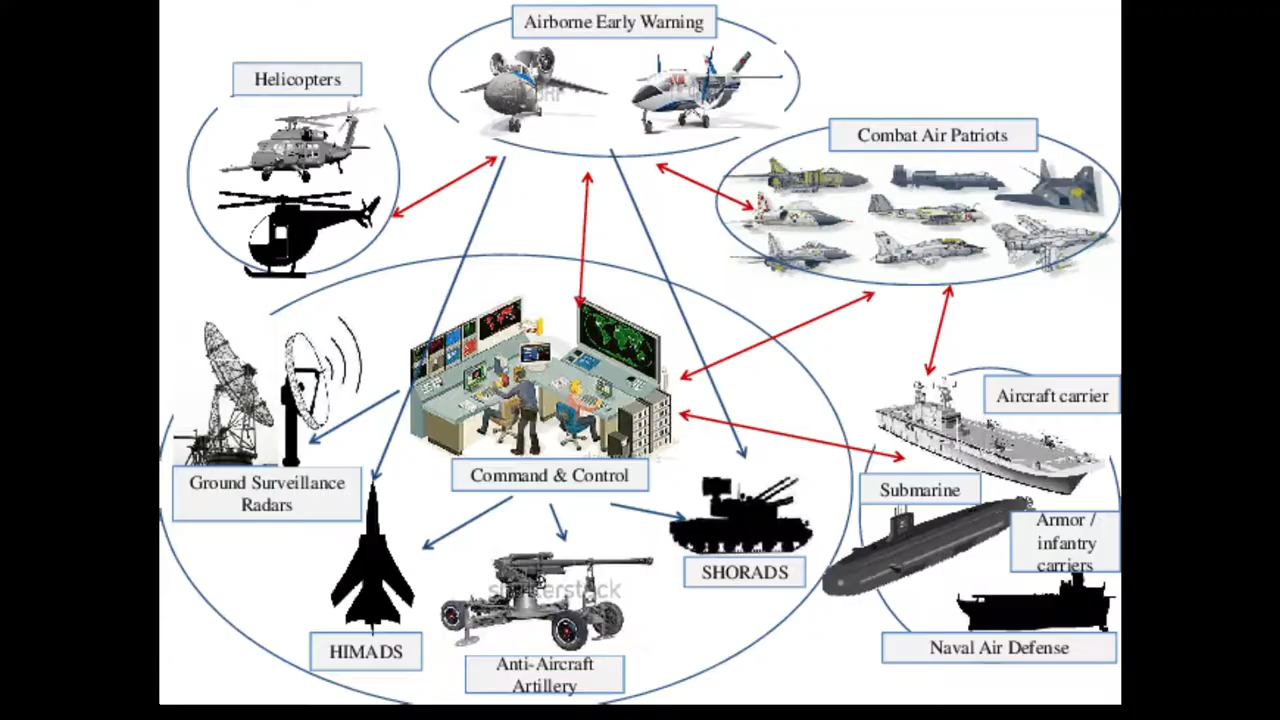 Airborne Early Warning
Helicopters
Combat Air Patriots
Aircraft carrier
Command & Control
Ground Surveillance
Radars
Submarine
Armor /
infantry
carriers
SHORADS
shutterstock
HIMADS
Anti-Aircraft
Artillery
Naval Air Defense